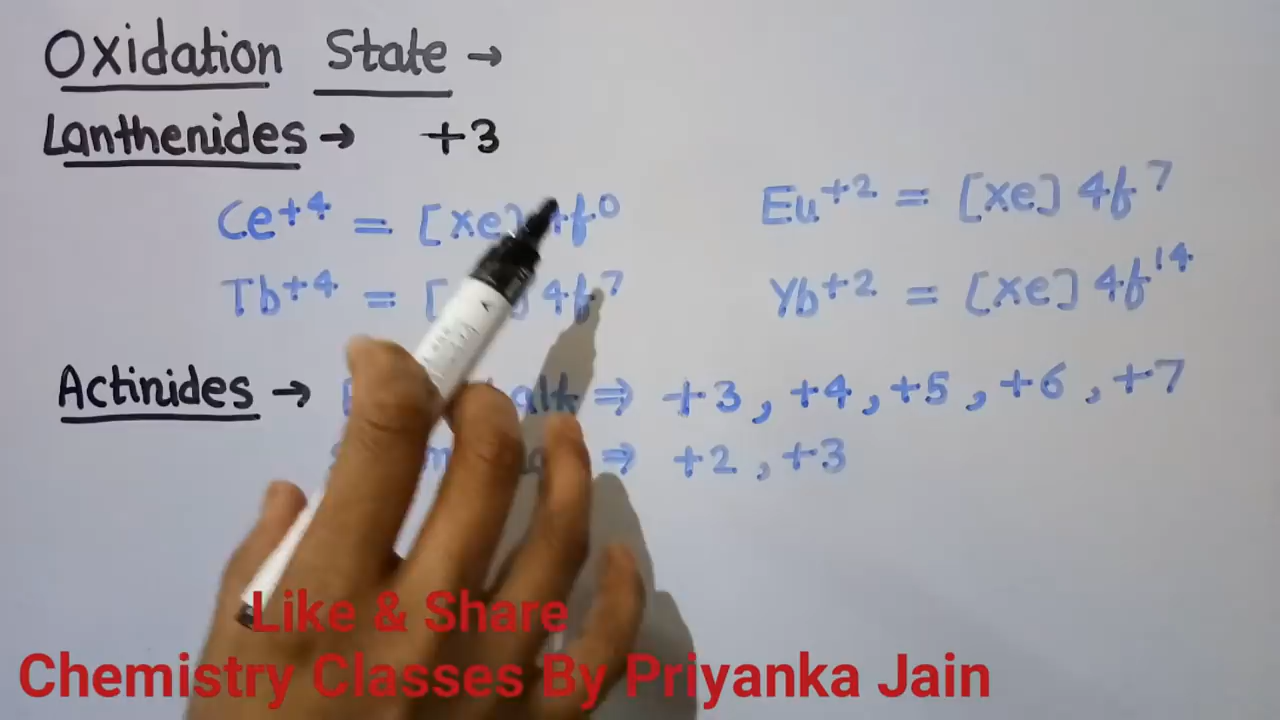 Oxidation State →
Lanthenides → +3
Ce+4 = [xe] 4f0
Eu+2 = [xe] 4f7
Tb+4 = [ ] 4f7
Yb+2 = [xe] 4f14
Actinides → ⇒ +3, +4, +5, +6, +7
⇒ +2, +3
Like & Share
Chemistry Classes By Priyanka Jain